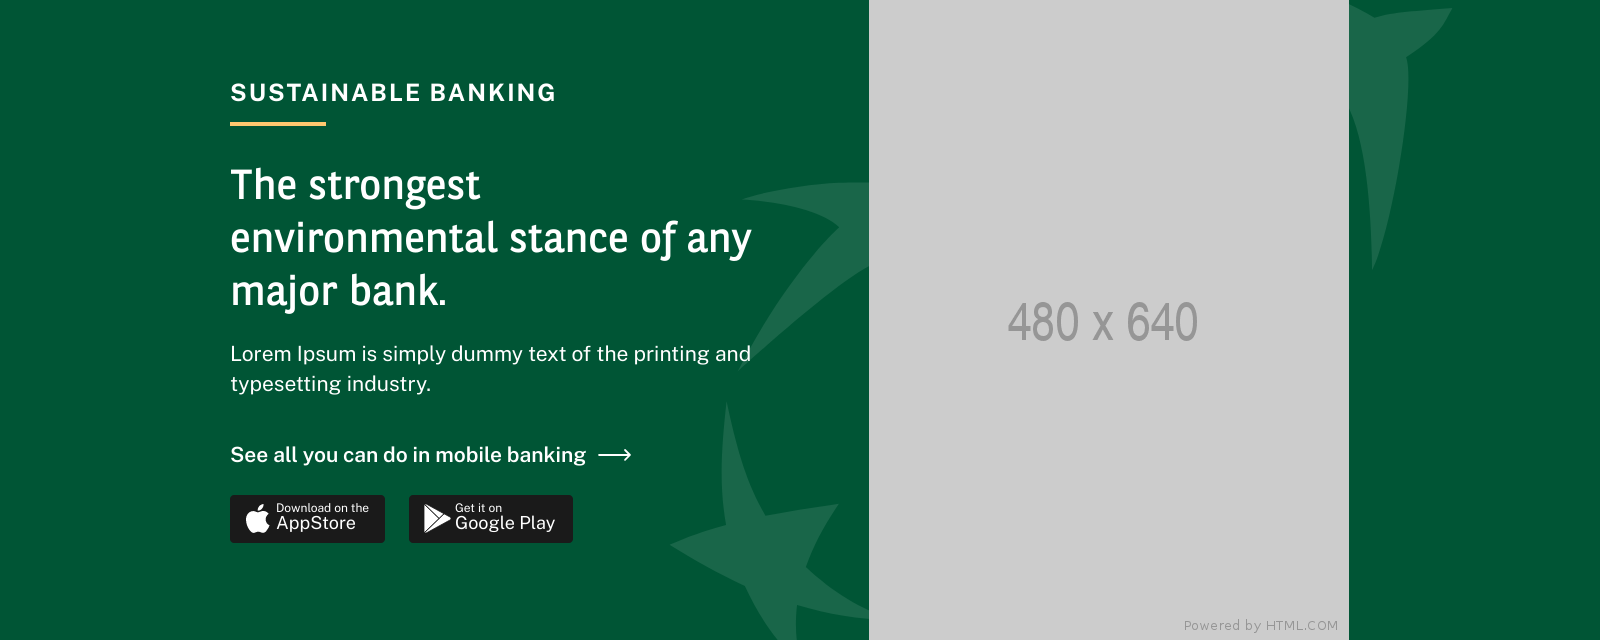 SUSTAINABLE BANKING
The strongest
environmental stance of any
major bank.
Lorem Ipsum is simply dummy text of the printing and
typesetting industry.
See all you can do in mobile banking
Download on the
AppStore
Get it on
Google Play
480 x 640
Powered by HTML.COM